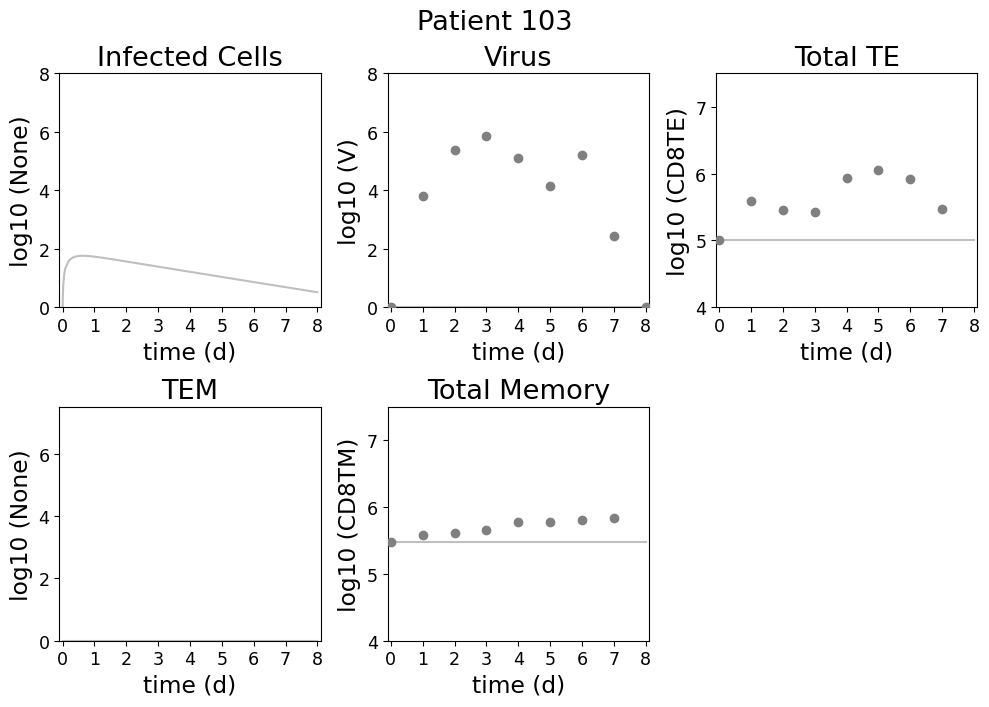 Patient 103
Infected Cells
Virus
Total TE
log10 (None)
8
6
4
2
0
0 1 2 3 4 5 6 7 8
time (d)
log10 (V)
8
6
4
2
0
0 1 2 3 4 5 6 7 8
time (d)
log10 (CD8TE)
7
6
5
4
0 1 2 3 4 5 6 7 8
time (d)
TEM
Total Memory
log10 (None)
6
4
2
0
0 1 2 3 4 5 6 7 8
time (d)
log10 (CD8TM)
7
6
5
4
0 1 2 3 4 5 6 7 8
time (d)